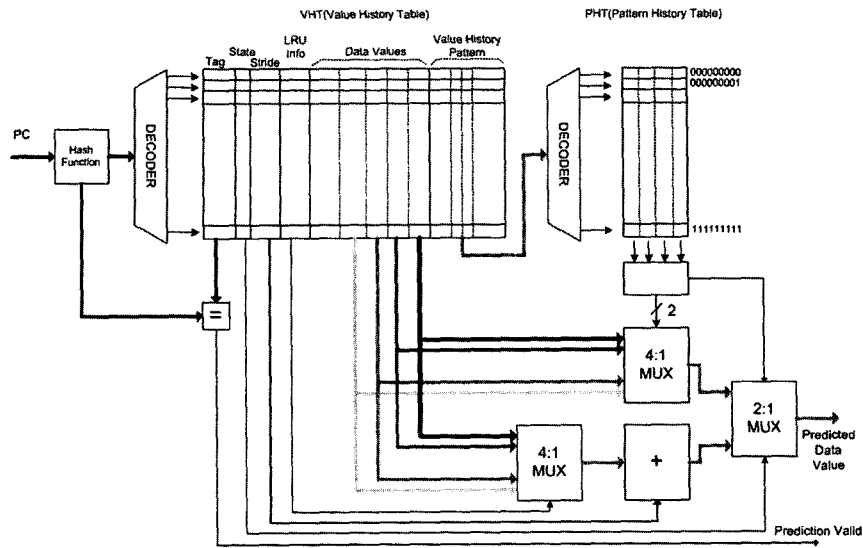 VHT(Value History Table)
PHT(Pattern History Table)
Tag
State
Stride
LRU
Info
Data Values
Value History
Pattern
000000000
000000001
PC
Hash
Function
DECODER
DECODER
111111111
=
2
4:1
MUX
2:1
MUX
4:1
MUX
+
Predicted
Data
Value
Prediction Valid